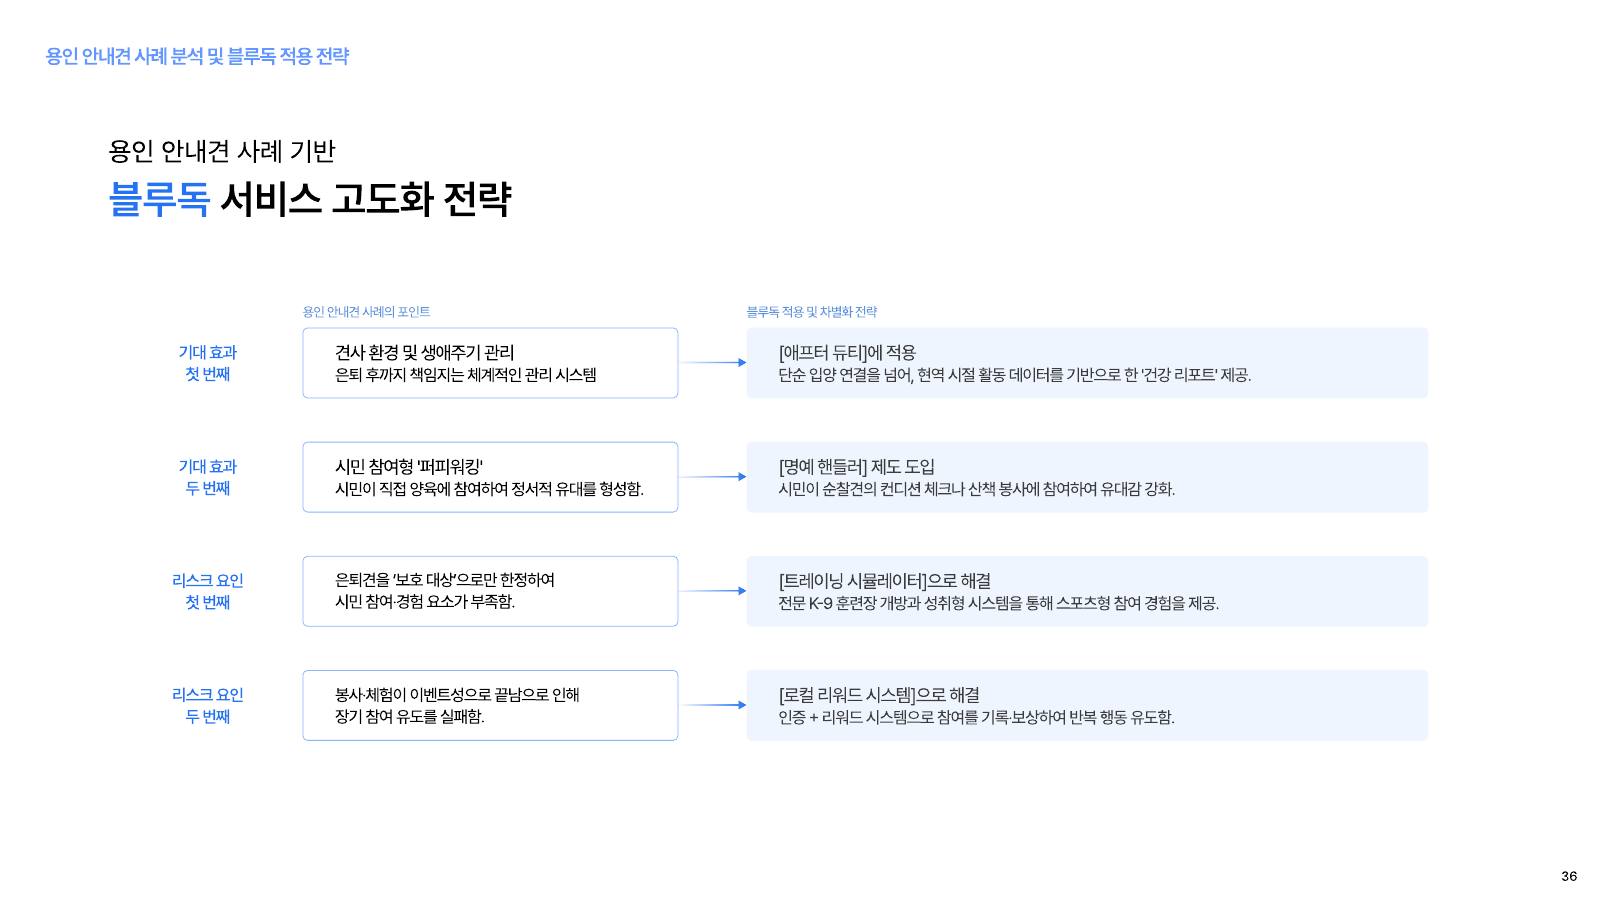 용인 안내견 사례 분석 및 블루독 적용 전략
용인 안내견 사례 기반
블루독 서비스 고도화 전략
용인 안내견 사례의 포인트
블루독 적용 및 차별화 전략
기대 효과
첫 번째
견사 환경 및 생애주기 관리
은퇴 후까지 책임지는 체계적인 관리 시스템
[애프터 듀티]에 적용
단순 입양 연결을 넘어, 현역 시절 활동 데이터를 기반으로 한 '건강 리포트' 제공.
기대 효과
두 번째
시민 참여형 '퍼피워킹'
시민이 직접 양육에 참여하여 정서적 유대를 형성함.
[명예 핸들러] 제도 도입
시민이 순찰견의 컨디션 체크나 산책 봉사에 참여하여 유대감 강화.
리스크 요인
첫 번째
은퇴견을 '보호 대상'으로만 한정하여
시민 참여·경험 요소가 부족함.
[트레이닝 시뮬레이터]으로 해결
전문 K-9 훈련장 개방과 성취형 시스템을 통해 스포츠형 참여 경험을 제공.
리스크 요인
두 번째
봉사·체험이 이벤트성으로 끝남으로 인해
장기 참여 유도를 실패함.
[로컬 리워드 시스템]으로 해결
인증 + 리워드 시스템으로 참여를 기록·보상하여 반복 행동 유도함.
36